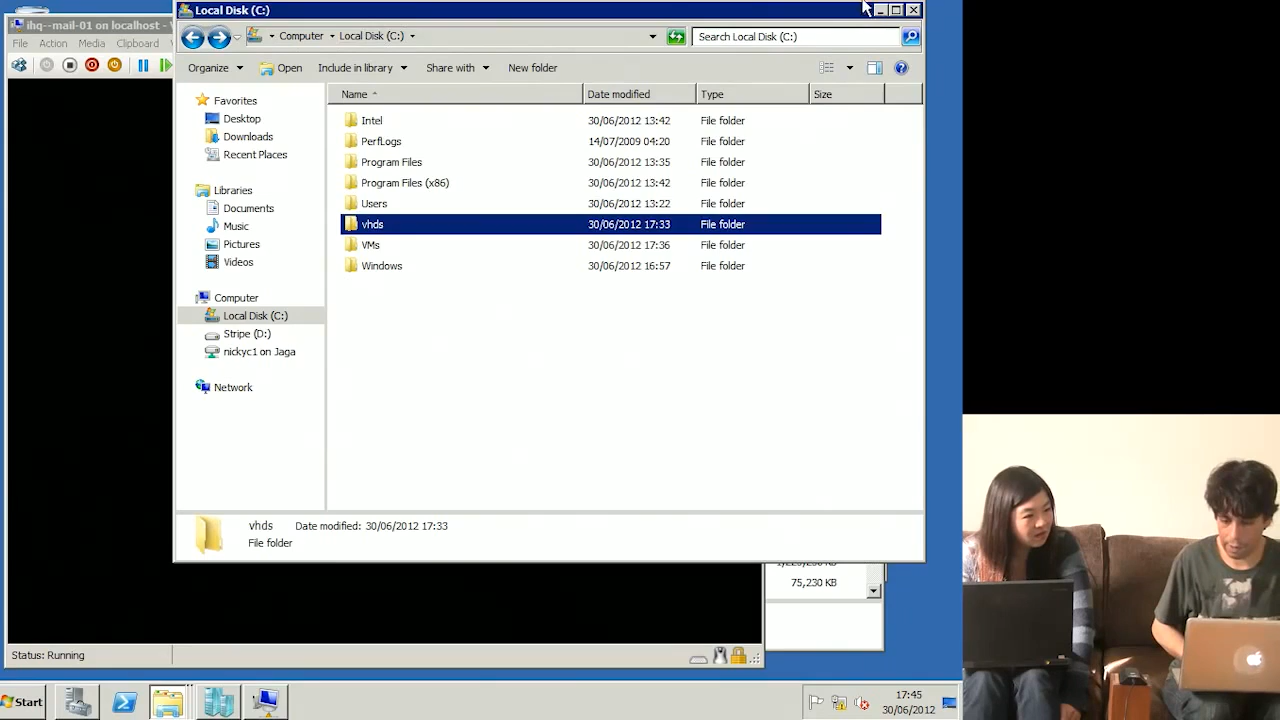 Local Disk (C:)
ihq--mail-01 on localhost -
Computer Local Disk (C:) Search Local Disk (C:)
File Action Media Clipboard
Organize Open Include in library Share with New folder
Name Date modified Type Size
Favorites
Desktop
Downloads
Recent Places
Libraries
Documents
Music
Pictures
Videos
Computer
Local Disk (C:)
Stripe (D:)
nickyc1 on Jaga
Network
Intel 30/06/2012 13:42 File folder
PerfLogs 14/07/2009 04:20 File folder
Program Files 30/06/2012 13:35 File folder
Program Files (x86) 30/06/2012 13:42 File folder
Users 30/06/2012 13:22 File folder
vhds 30/06/2012 17:33 File folder
VMs 30/06/2012 17:36 File folder
Windows 30/06/2012 16:57 File folder
vhds Date modified: 30/06/2012 17:33
File folder
75,230 KB
Status: Running
Start
17:45
30/06/2012